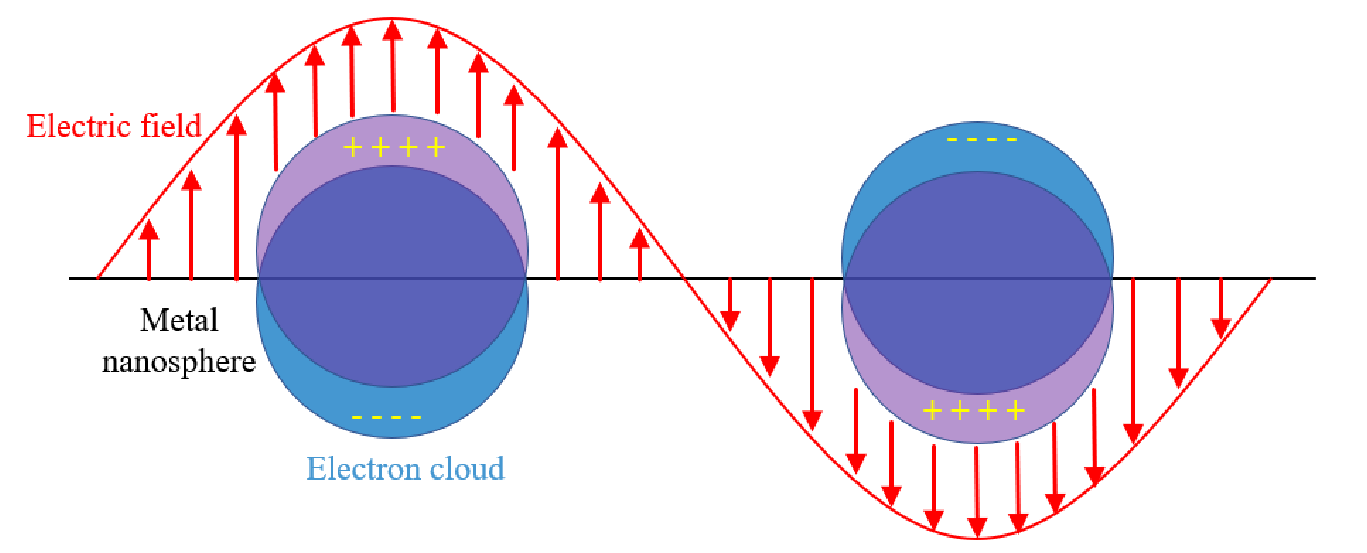 Electric field
+ + + +
- - - -
Metal
nanosphere
+ + + +
- - - -
Electron cloud